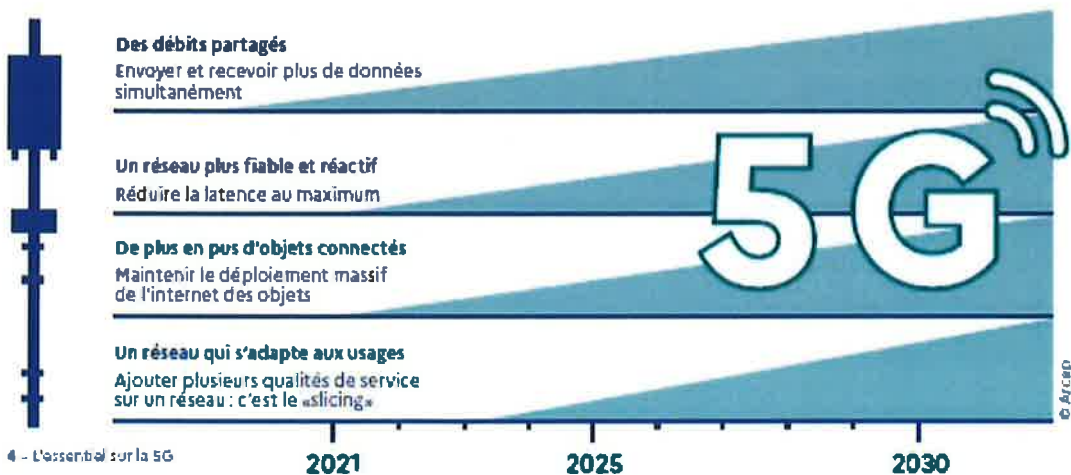 Des débits partagés
Envoyer et recevoir plus de données
simultanément
Un réseau plus fiable et réactif
Réduire la latence au maximum
De plus en pus d'objets connectés
Maintenir le déploiement massif
de l'internet des objets
Un réseau qui s'adapte aux usages
Ajouter plusieurs qualités de service
sur un réseau : c'est le «slicing»
5G
© Arcep
2021 2025 2030
4 - L'essentiel sur la 5G